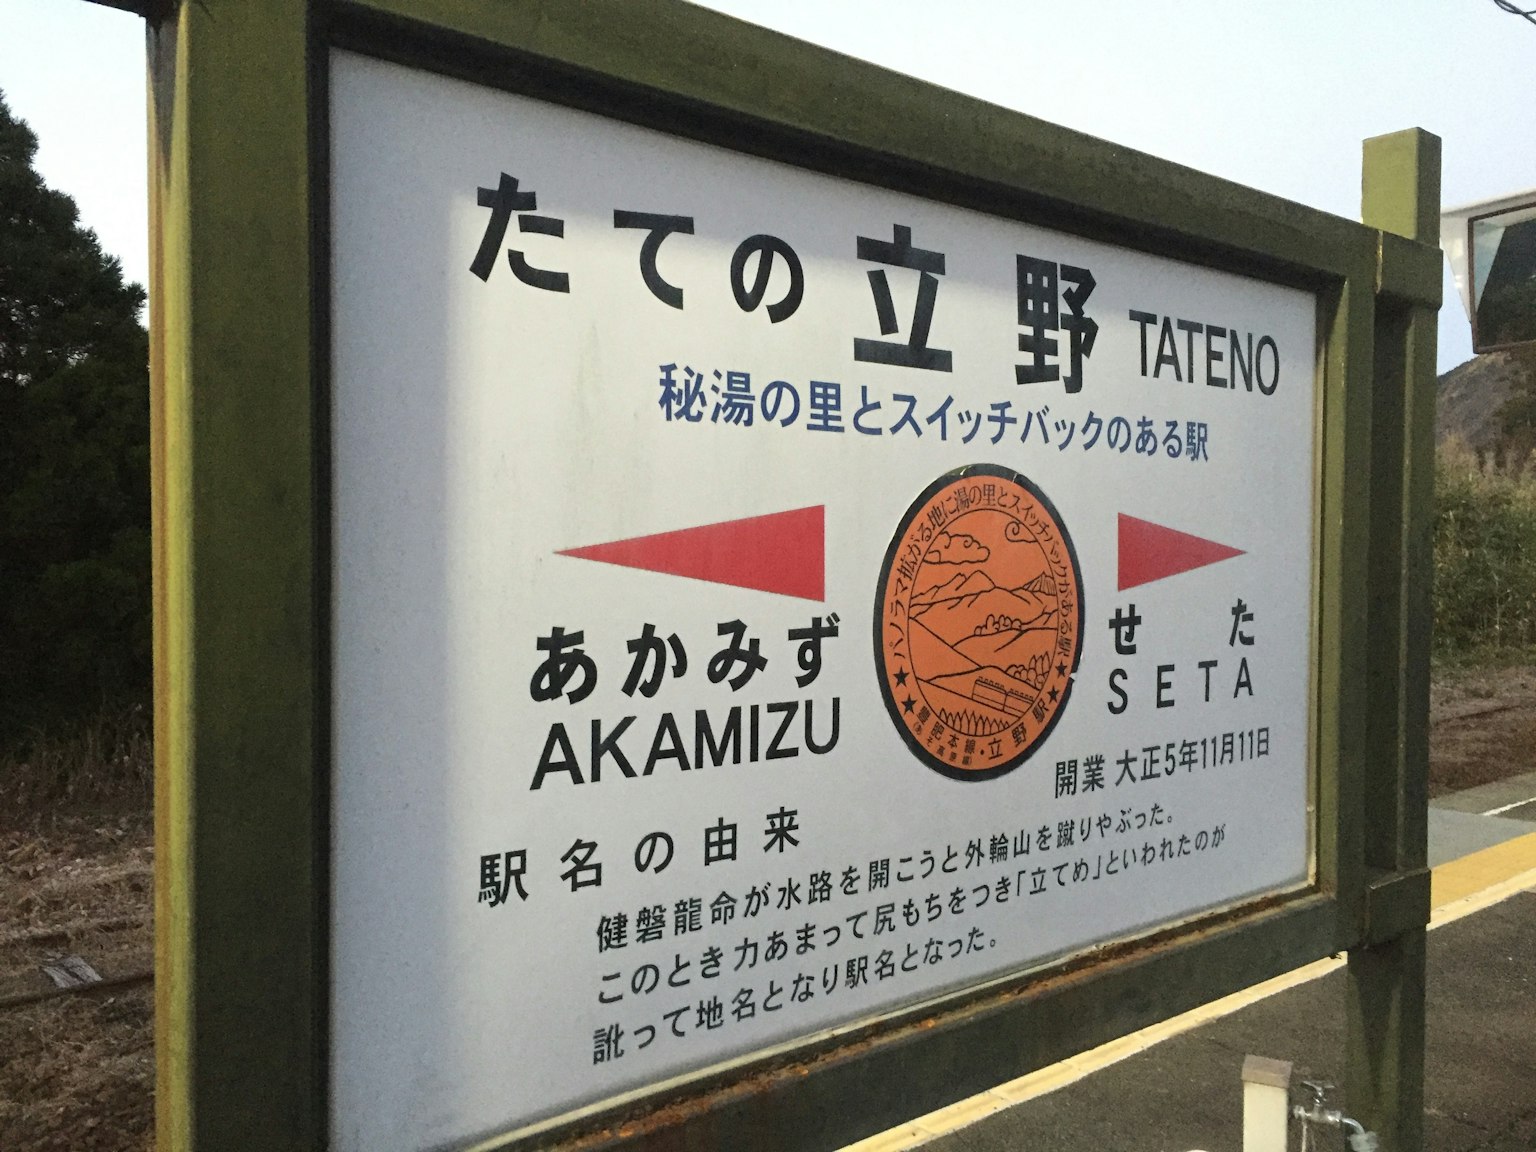 たての 立野 TATENO
秘湯の里とスイッチバックのある駅
パノラマ拡がる地に湯の里とスイッチバックがある駅
★★豊肥本線・立野駅★★
(あそ高原線)
あかみず
AKAMIZU
せた
SETA
開業 大正5年11月11日
駅名の由来
健磐龍命が水路を開こうと外輪山を蹴りやぶった。
このとき力あまって尻もちをつき「立てめ」といわれたのが
訛って地名となり駅名となった。